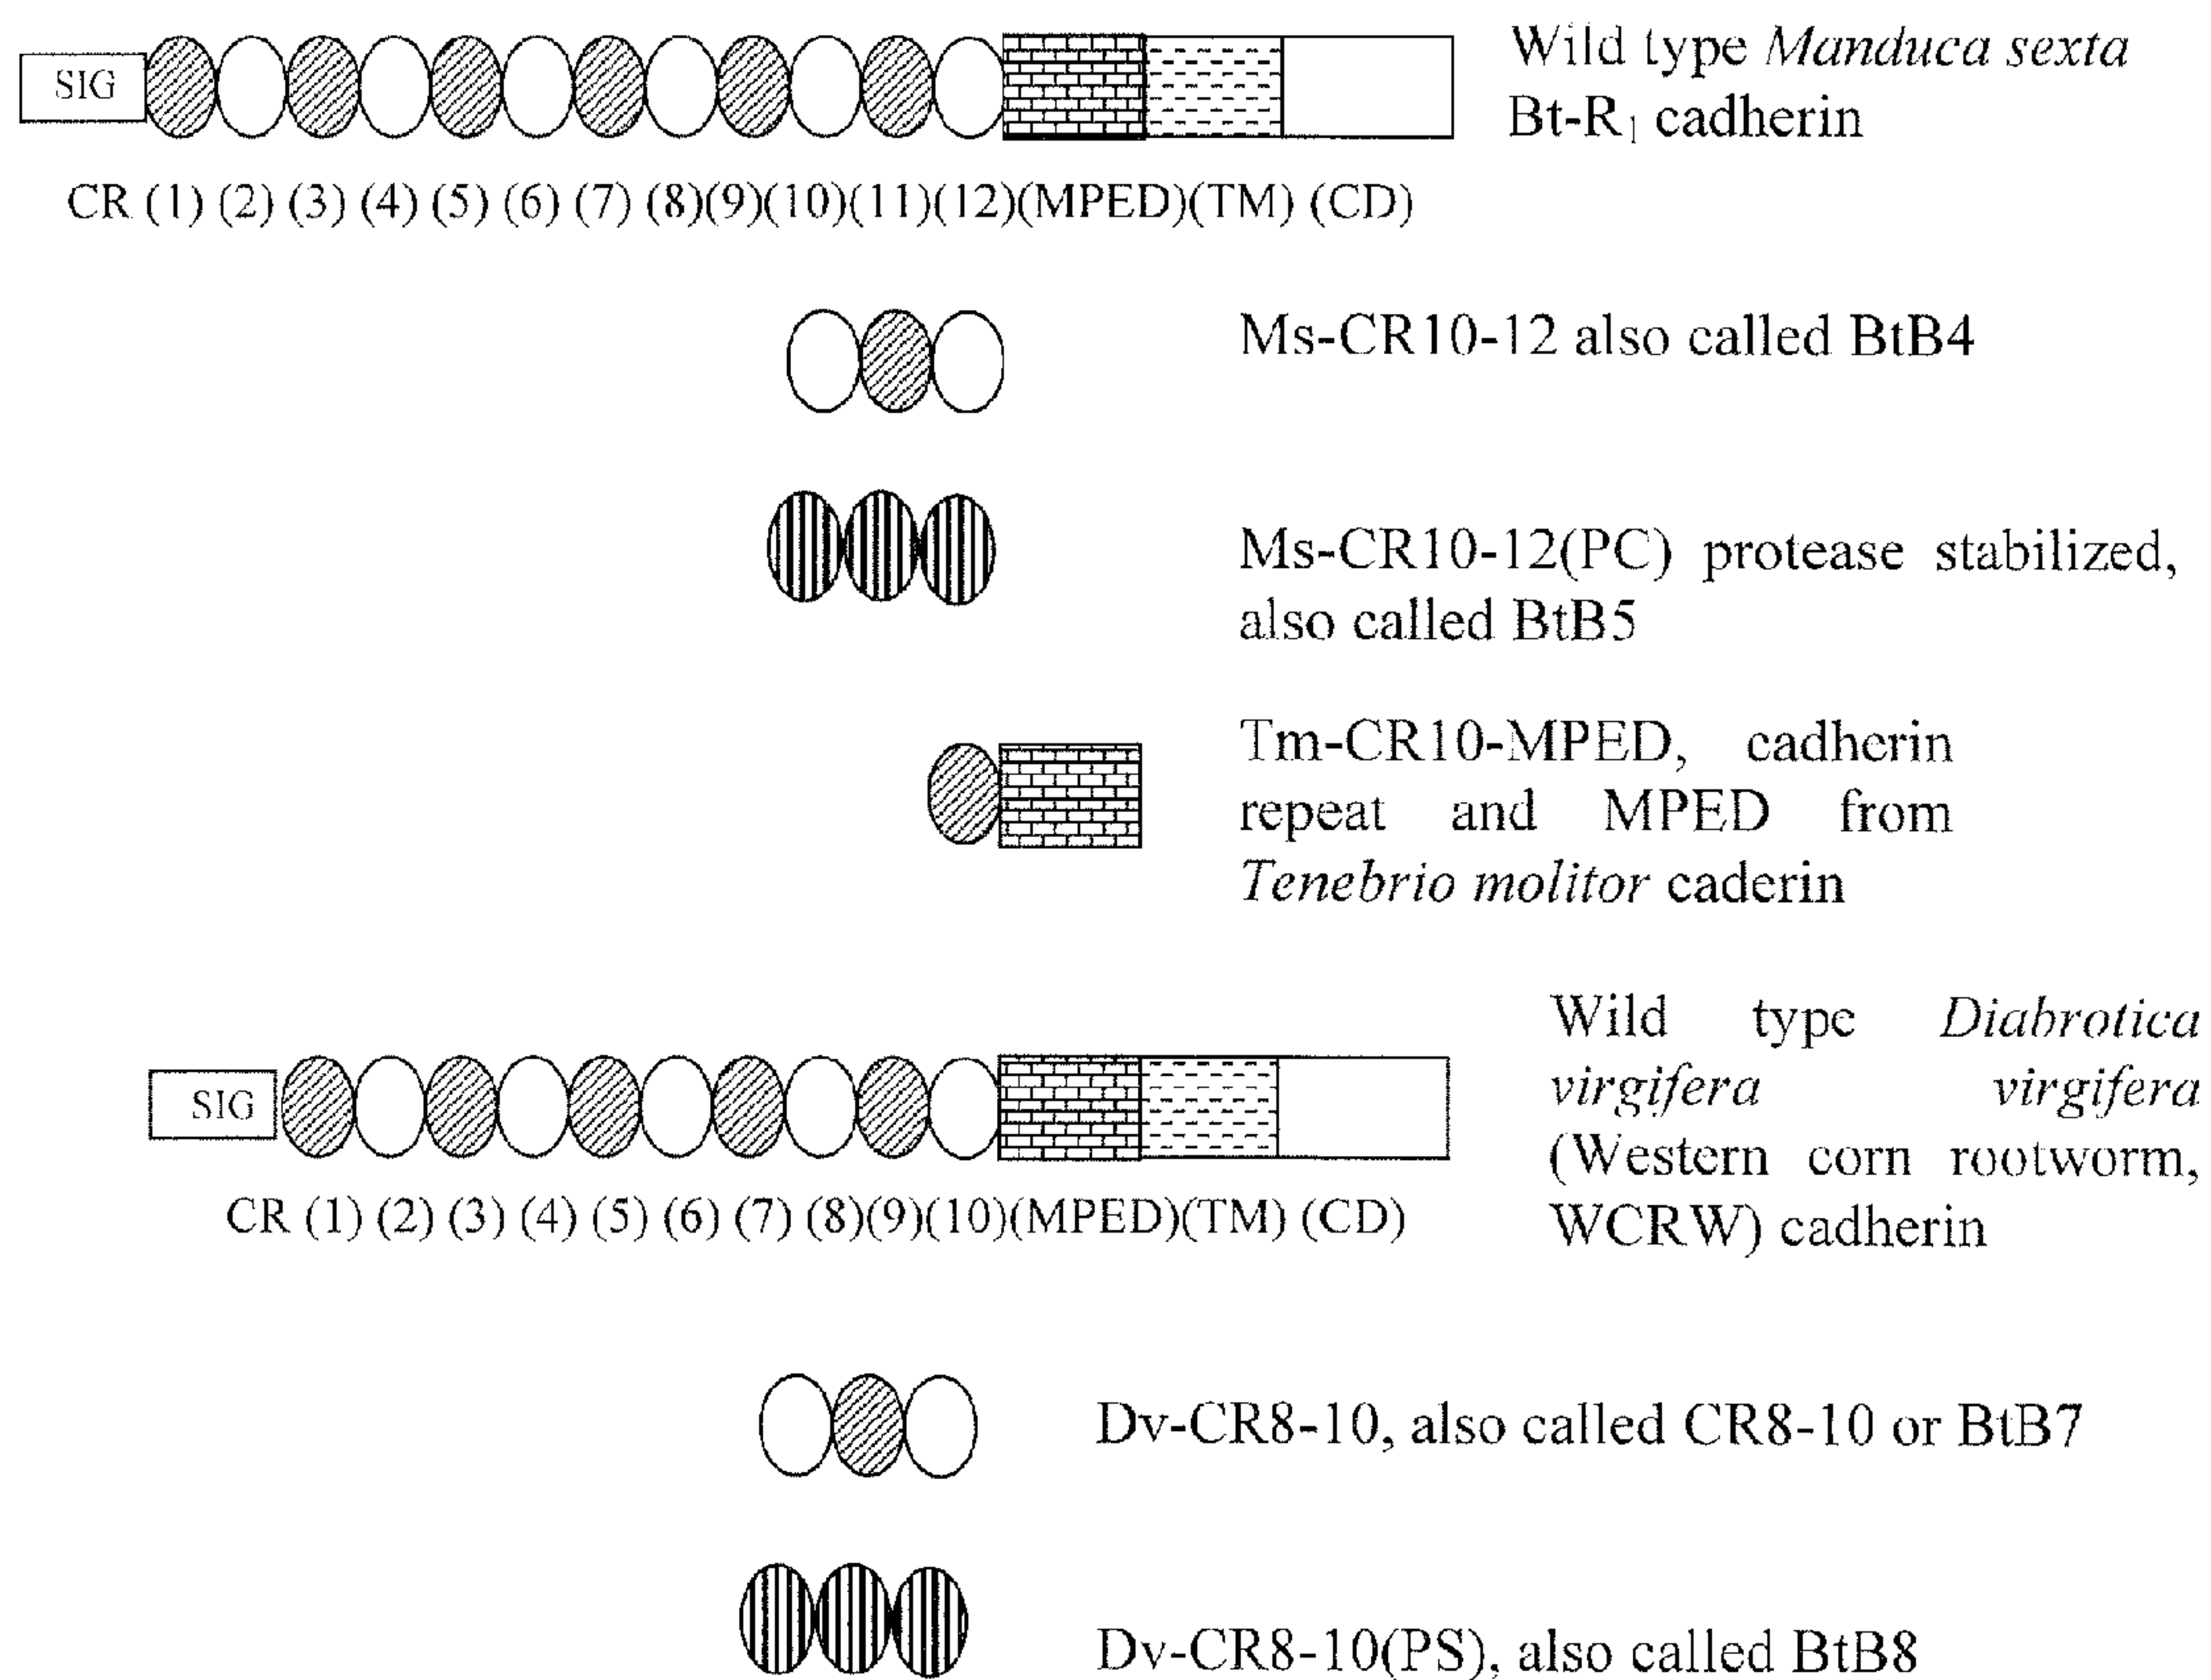 SIG
Wild type Manduca sexta
Bt-R1 cadherin
CR (1) (2) (3) (4) (5) (6) (7) (8)(9)(10)(11)(12)(MPED)(TM) (CD)
Ms-CR10-12 also called BtB4
Ms-CR10-12(PC) protease stabilized,
also called BtB5
Tm-CR10-MPED, cadherin
repeat and MPED from
Tenebrio molitor caderin
Wild type Diabrotica
virgifera virgifera
(Western corn rootworm,
WCRW) cadherin
SIG
CR (1) (2) (3) (4) (5) (6) (7) (8)(9)(10)(MPED)(TM) (CD)
Dv-CR8-10, also called CR8-10 or BtB7
Dv-CR8-10(PS), also called BtB8